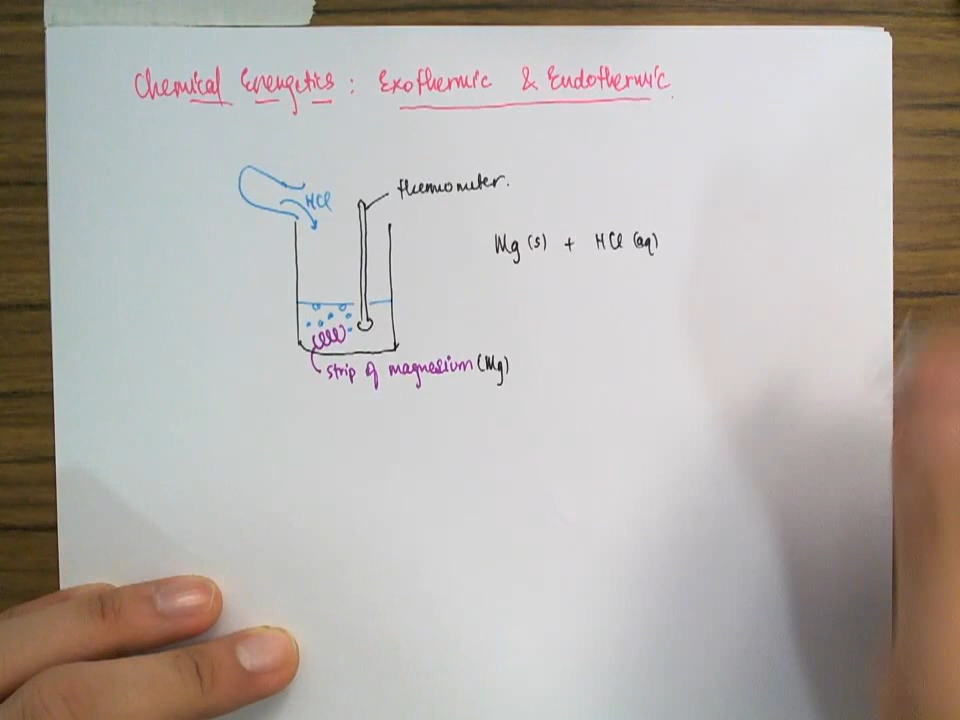 Chemical Energetics : Exothermic & Endothermic.
thermometer.
HCl
Mg (s) + HCl (aq)
strip of magnesium (Mg)